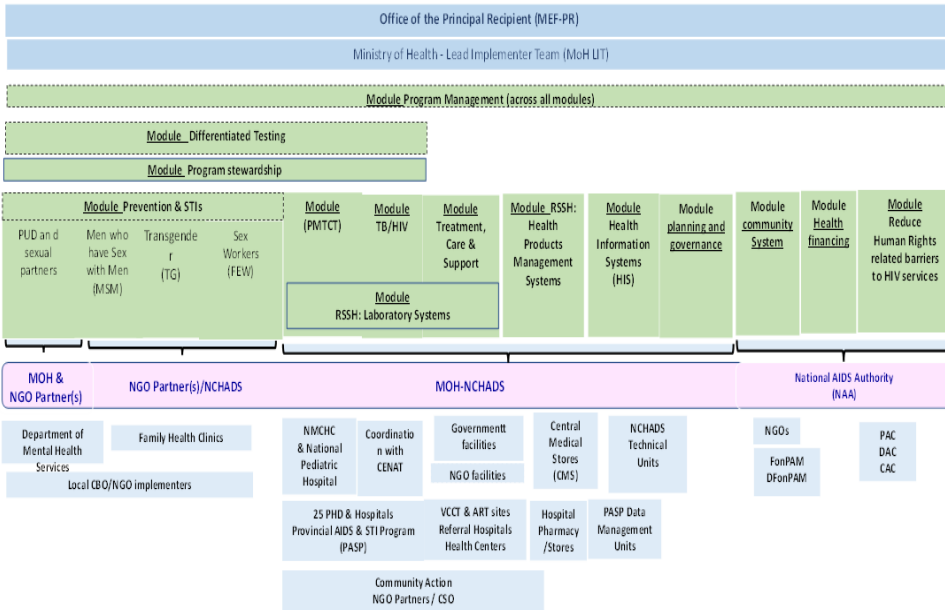 Office of the Principal Recipient (MEF-PR)
Ministry of Health - Lead Implementer Team (MoH LIT)
Module Program Management (across all modules)
Module Differentiated Testing
Module Program stewardship
Module Prevention & STIs
PUD and
sexual
partners
Men who
have Sex
with Men
(MSM)
Transgende
r
(TG)
Sex
Workers
(FEW)
Module
(PMTCT)
Module
TB/HIV
Module
Treatment,
Care &
Support
Module
RSSH: Laboratory Systems
Module RSSH:
Health
Products
Management
Systems
Module
Health
Information
Systems
(HIS)
Module
planning and
governance
Module
community
System
Module
Health
financing
Module
Reduce
Human Rights
related barriers
to HIV services
MOH &
NGO Partner(s)
NGO Partner(s)/NCHADS
MOH-NCHADS
National AIDS Authority
(NAA)
Department of
Mental Health
Services
Family Health Clinics
Local CBO/NGO implementers
NMCHC
& National
Pediatric
Hospital
Coordinatio
n with
CENAT
Governmentt
facilities
NGO facilities
Central
Medical
Stores
(CMS)
NCHADS
Technical
Units
NGOs
FonPAM
DFonPAM
PAC
DAC
CAC
25 PHD & Hospitals
Provincial AIDS & STI Program
(PASP)
VCCT & ART sites
Referral Hospitals
Health Centers
Hospital
Pharmacy
/Stores
PASP Data
Management
Units
Community Action
NGO Partners / CSO